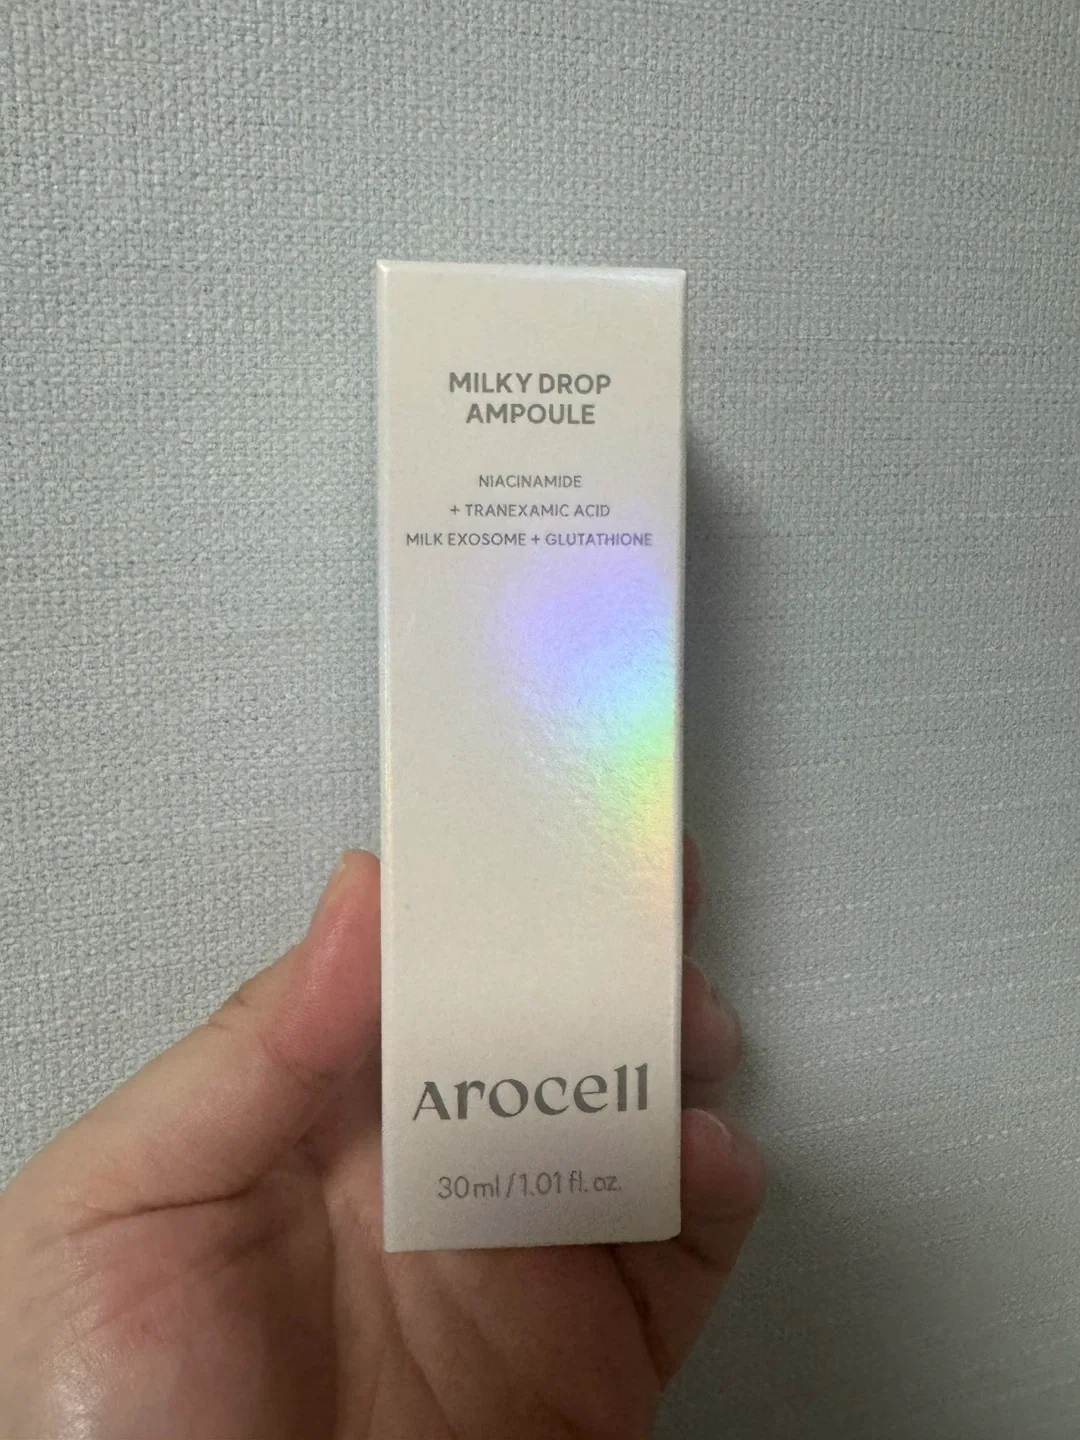 MILKY DROP
AMPOULE
NIACINAMIDE
+ TRANEXAMIC ACID
MILK EXOSOME + GLUTATHIONE
Arocell
30ml/1.01 fl. oz.